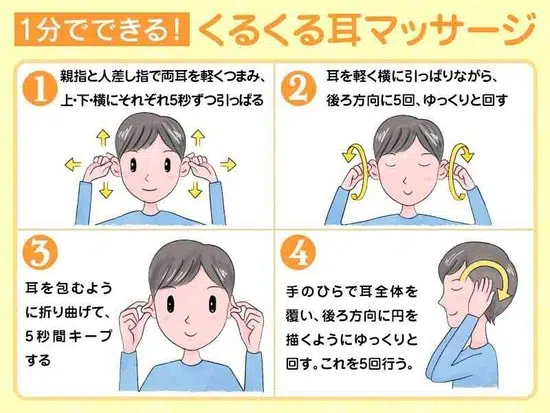 1分でできる! くるくる耳マッサージ
1
親指と人差し指で両耳を軽くつまみ、
上・下・横にそれぞれ5秒ずつ引っぱる
2
耳を軽く横に引っぱりながら、
後ろ方向に5回、ゆっくりと回す
3
耳を包むよう
に折り曲げて、
5秒間キープ
する
4
手のひらで耳全体を
覆い、後ろ方向に円を
描くようにゆっくりと
回す。これを5回行う。